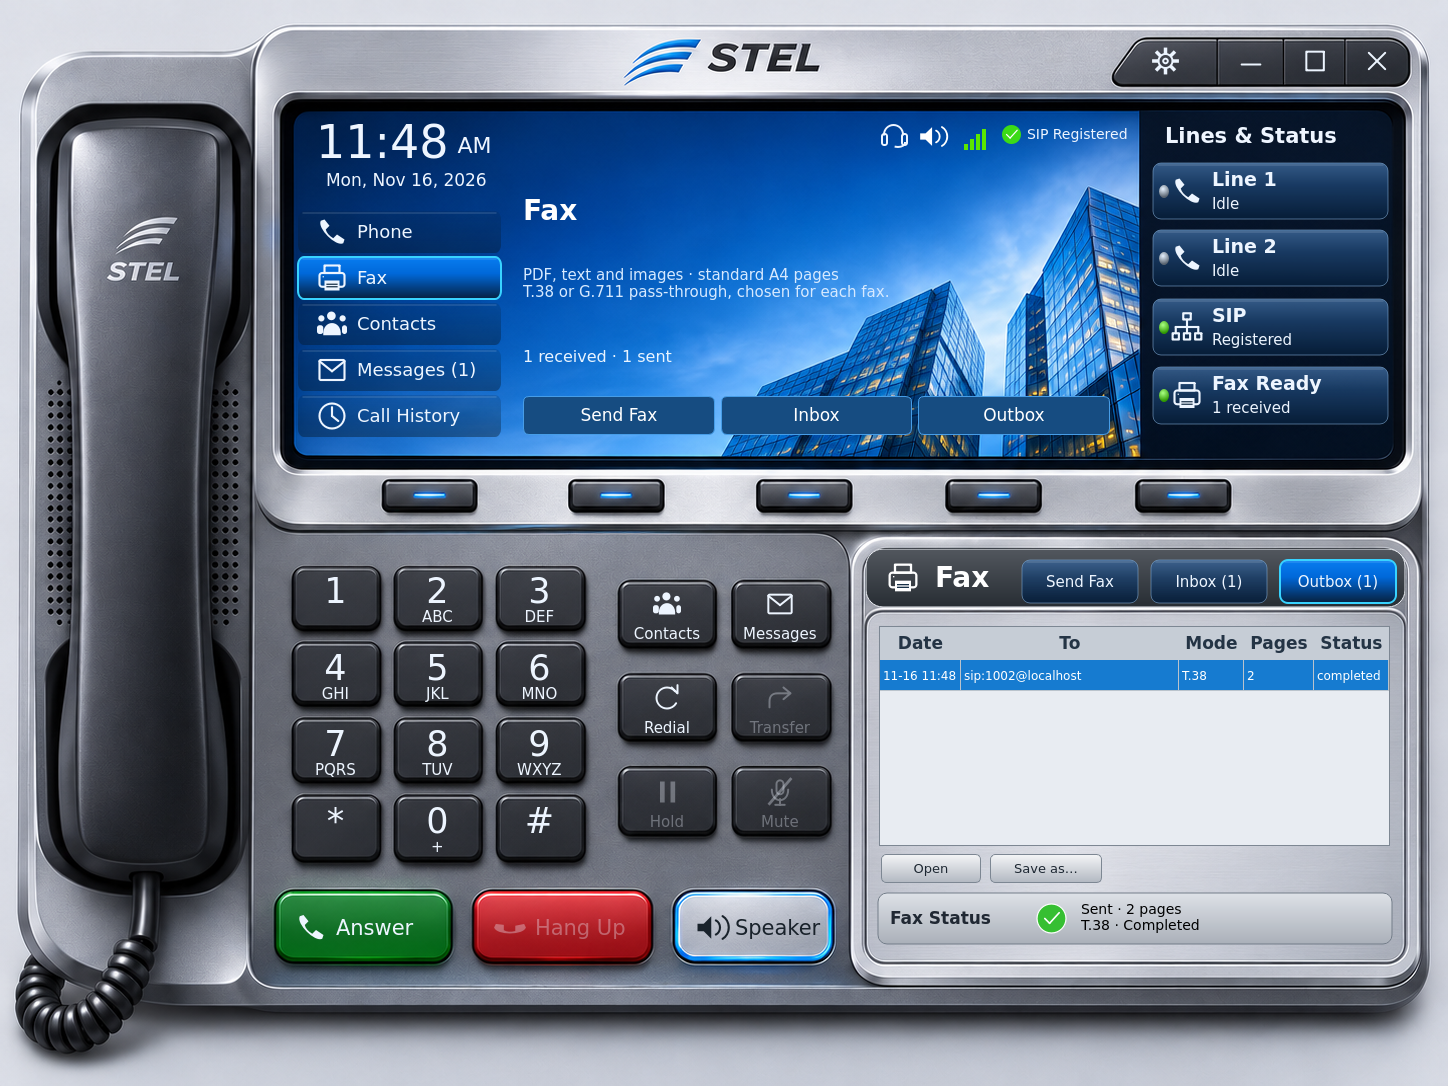 STEL
11:48 AM
Mon, Nov 16, 2026
SIP Registered
Lines & Status
Phone
Fax
Contacts
Messages (1)
Call History
Fax
PDF, text and images · standard A4 pages
T.38 or G.711 pass-through, chosen for each fax.
1 received · 1 sent
Send Fax
Inbox
Outbox
Line 1
Idle
Line 2
Idle
SIP
Registered
Fax Ready
1 received
STEL
1
2
ABC
3
DEF
4
GHI
5
JKL
6
MNO
7
PQRS
8
TUV
9
WXYZ
*
0
+
#
Contacts
Messages
Redial
Transfer
Hold
Mute
Answer
Hang Up
Speaker
Fax
Send Fax
Inbox (1)
Outbox (1)
Date To Mode Pages Status
11-16 11:48 sip:1002@localhost T.38 2 completed
Open
Save as...
Fax Status
Sent · 2 pages
T.38 · Completed